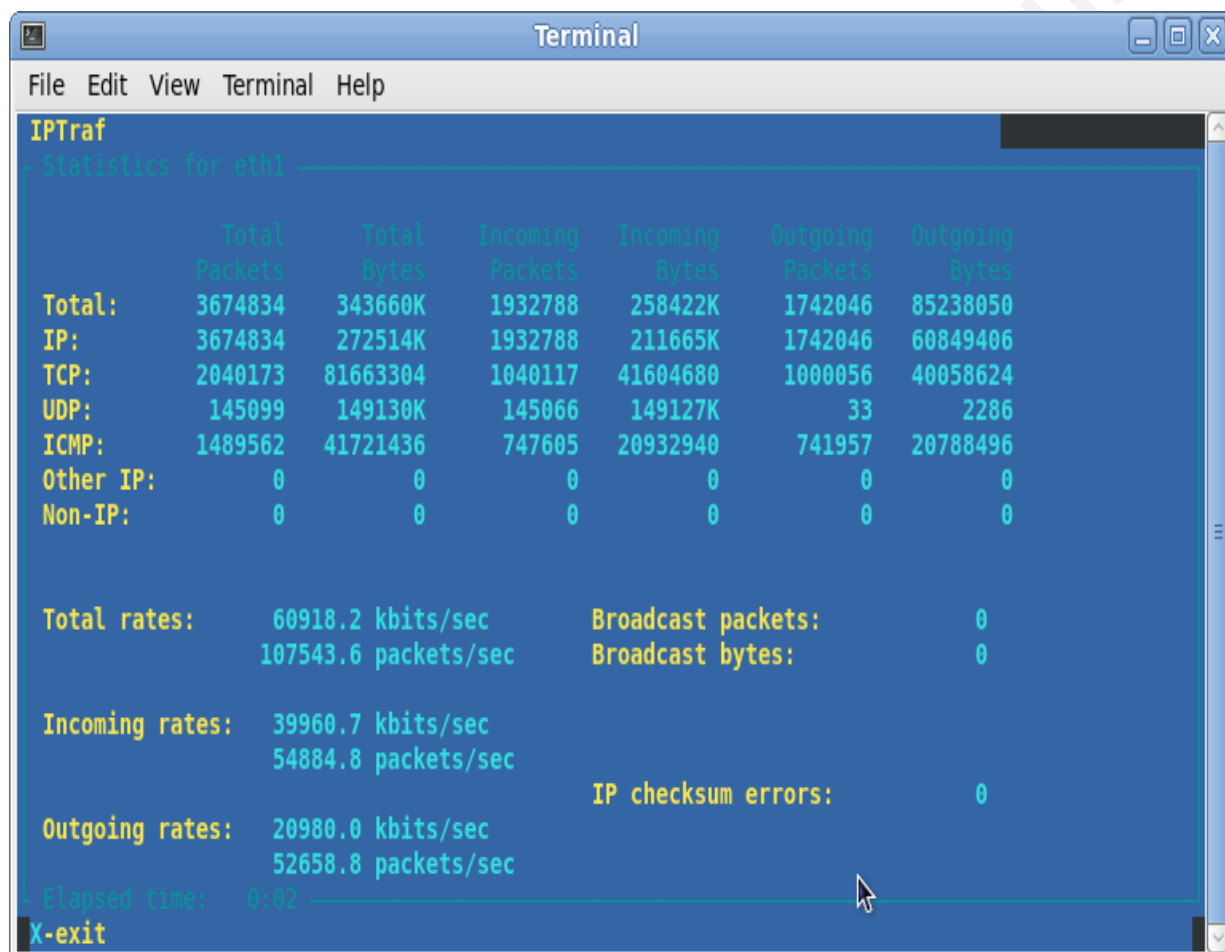 Terminal
File Edit View Terminal Help
IPTraf
Statistics for eth1
Total Total Incoming Incoming Outgoing Outgoing
Packets Bytes Packets Bytes Packets Bytes
Total: 3674834 343660K 1932788 258422K 1742046 85238050
IP: 3674834 272514K 1932788 211665K 1742046 60849406
TCP: 2040173 81663304 1040117 41604680 1000056 40058624
UDP: 145099 149130K 145066 149127K 33 2286
ICMP: 1489562 41721436 747605 20932940 741957 20788496
Other IP: 0 0 0 0 0 0
Non-IP: 0 0 0 0 0 0
Total rates: 60918.2 kbits/sec Broadcast packets: 0
107543.6 packets/sec Broadcast bytes: 0
Incoming rates: 39960.7 kbits/sec
54884.8 packets/sec
IP checksum errors: 0
Outgoing rates: 20980.0 kbits/sec
52658.8 packets/sec
Elapsed time: 0:02
X-exit